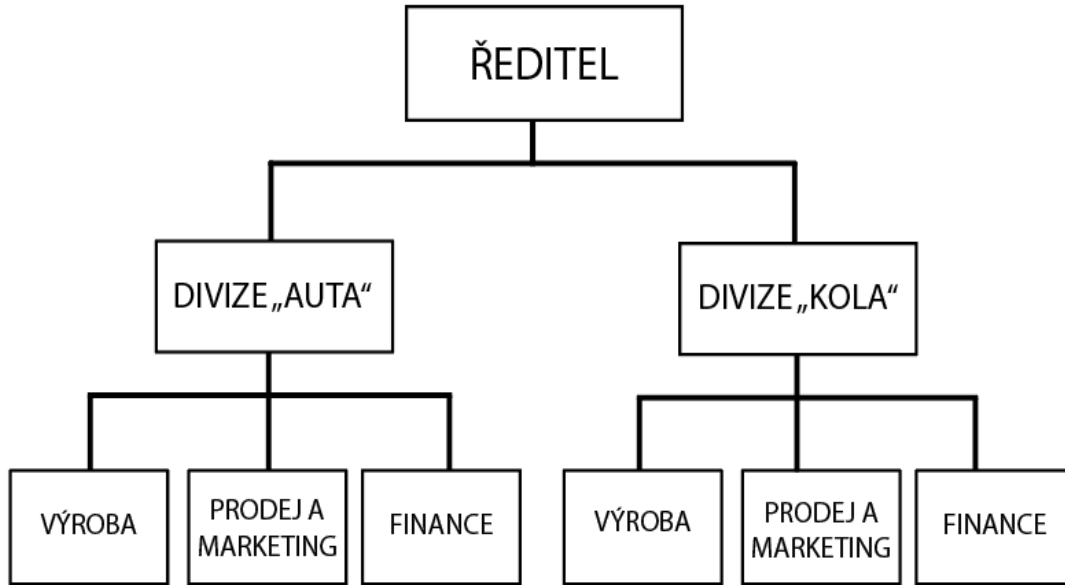 ŘEDITEL
DIVIZE „AUTA“
DIVIZE „KOLA“
VÝROBA
PRODEJ A
MARKETING
FINANCE
VÝROBA
PRODEJ A
MARKETING
FINANCE